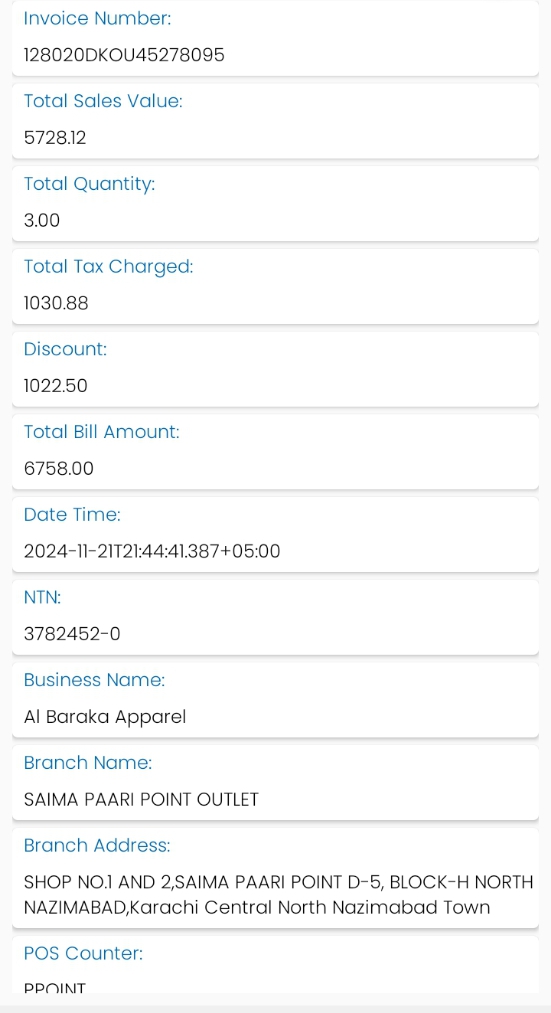 Invoice Number:
128020DKOU45278095
Total Sales Value:
5728.12
Total Quantity:
3.00
Total Tax Charged:
1030.88
Discount:
1022.50
Total Bill Amount:
6758.00
Date Time:
2024-11-21T21:44:41.387+05:00
NTN:
3782452-0
Business Name:
Al Baraka Apparel
Branch Name:
SAIMA PAARI POINT OUTLET
Branch Address:
SHOP NO.1 AND 2,SAIMA PAARI POINT D-5, BLOCK-H NORTH
NAZIMABAD,Karachi Central North Nazimabad Town
POS Counter:
PPOINT